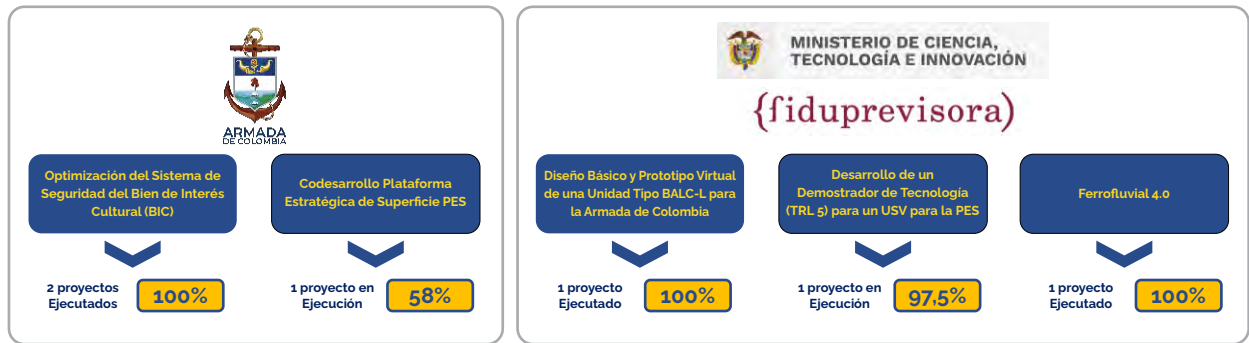 ARMADA
DE COLOMBIA
Optimización del Sistema de
Seguridad del Bien de Interés
Cultural (BIC)
2 proyectos
Ejecutados
100%
Codesarrollo Plataforma
Estratégica de Superficie PES
1 proyecto en
Ejecución
58%
MINISTERIO DE CIENCIA,
TECNOLOGÍA E INNOVACIÓN
{fiduprevisora)
Diseño Básico y Prototipo Virtual
de una Unidad Tipo BALC-L para
la Armada de Colombia
1 proyecto
Ejecutado
100%
Desarrollo de un
Demostrador de Tecnología
(TRL 5) para un USV para la PES
1 proyecto en
Ejecución
97,5%
Ferrofluvial 4.0
1 proyecto
Ejecutado
100%